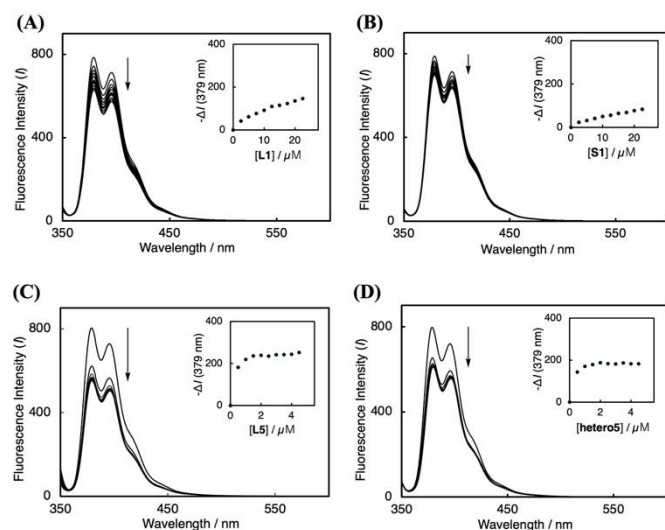 (A)
Fluorescence Intensity (I)
800
400
0
350
450
550
Wavelength / nm
-ΔI (379 nm)
400
200
0
0
10
20
[L1] / μM
(B)
Fluorescence Intensity (I)
800
400
0
350
450
550
Wavelength / nm
-ΔI (379 nm)
400
200
0
0
10
20
[S1] / μM
(C)
Fluorescence Intensity (I)
800
400
0
350
450
550
Wavelength / nm
-ΔI (379 nm)
400
200
0
0
2
4
[L5] / μM
(D)
Fluorescence Intensity (I)
800
400
0
350
450
550
Wavelength / nm
-ΔI (379 nm)
400
200
0
0
2
4
[hetero5] / μM